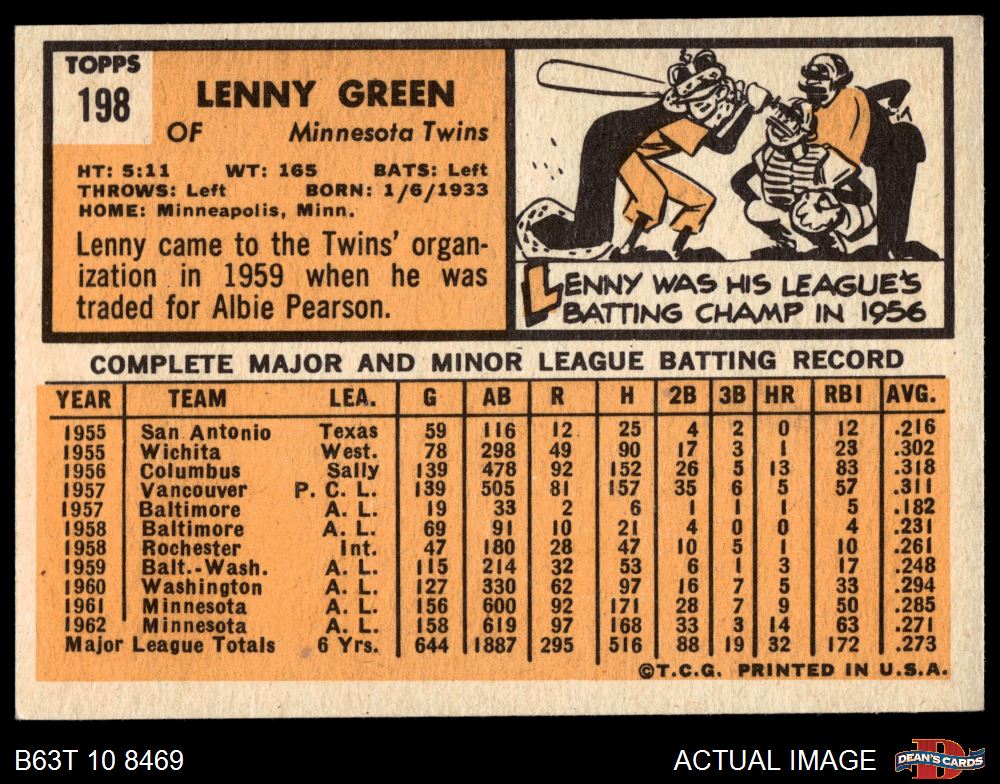 TOPPS
198
LENNY GREEN
OF Minnesota Twins
HT: 5:11 WT: 165 BATS: Left
THROWS: Left BORN: 1/6/1933
HOME: Minneapolis, Minn.
Lenny came to the Twins' organ-
ization in 1959 when he was
traded for Albie Pearson.
LENNY WAS HIS LEAGUE'S
BATTING CHAMP IN 1956
COMPLETE MAJOR AND MINOR LEAGUE BATTING RECORD
YEAR TEAM LEA. G AB R H 2B 3B HR RBI AVG.
1955 San Antonio Texas 59 116 12 25 4 2 0 12 .216
1955 Wichita West. 78 298 49 90 17 3 1 23 .302
1956 Columbus Sally 139 478 92 152 26 5 13 83 .318
1957 Vancouver P. C. L. 139 505 81 157 35 6 5 57 .311
1957 Baltimore A. L. 19 33 2 6 1 1 1 5 .182
1958 Baltimore A. L. 69 91 10 21 4 0 0 4 .231
1958 Rochester Int. 47 180 28 47 10 5 1 10 .261
1959 Balt.-Wash. A. L. 115 214 32 53 6 1 3 17 .248
1960 Washington A. L. 127 330 62 97 16 7 5 33 .294
1961 Minnesota A. L. 156 600 92 171 28 7 9 50 .285
1962 Minnesota A. L. 158 619 97 168 33 3 14 63 .271
Major League Totals 6 Yrs. 644 1887 295 516 88 19 32 172 .273
©T.C.G. PRINTED IN U.S.A.
B63T 10 8469 ACTUAL IMAGE D DEAN'S CARDS